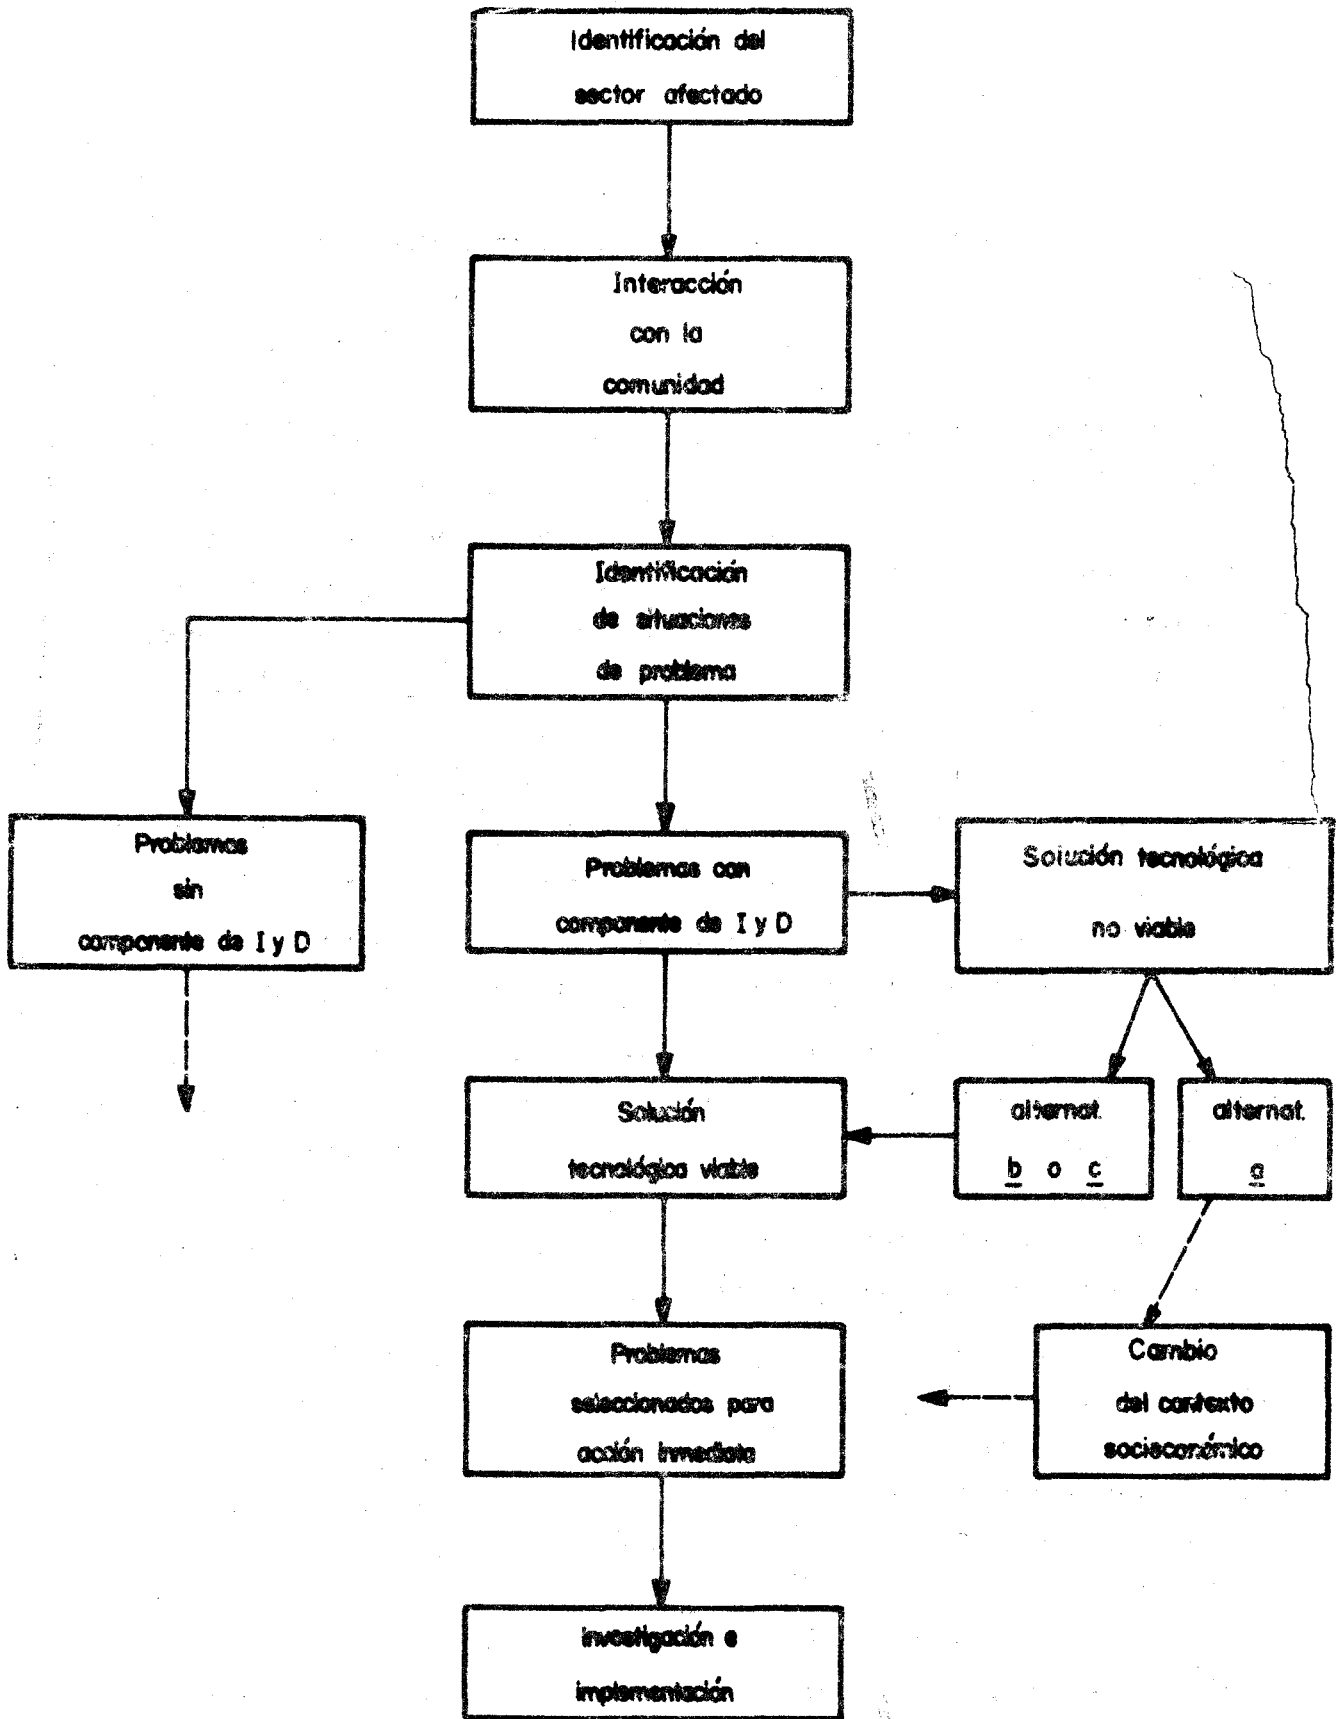 Identificación del
sector afectado
Interacción
con la
comunidad
Identificación
de situaciones
de problema
Problemas
sin
componente de I y D
Problemas con
componente de I y D
Solución tecnológica
no viable
Solución
tecnológica viable
alternat.
b o c
alternat.
a
Problemas
seleccionados para
acción inmediata
Cambio
del contexto
socioeconómico
Investigación e
implementación